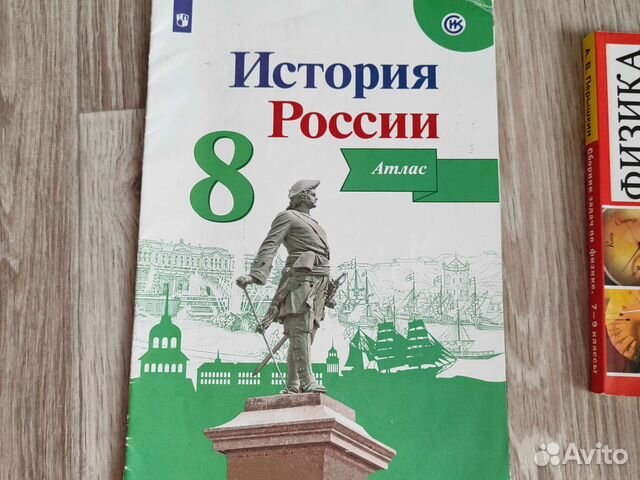 История
России
8
Атлас
ФИЗИКА
А. В. Перышкин
Сборник задач по физике. 7—9 классы
Avito